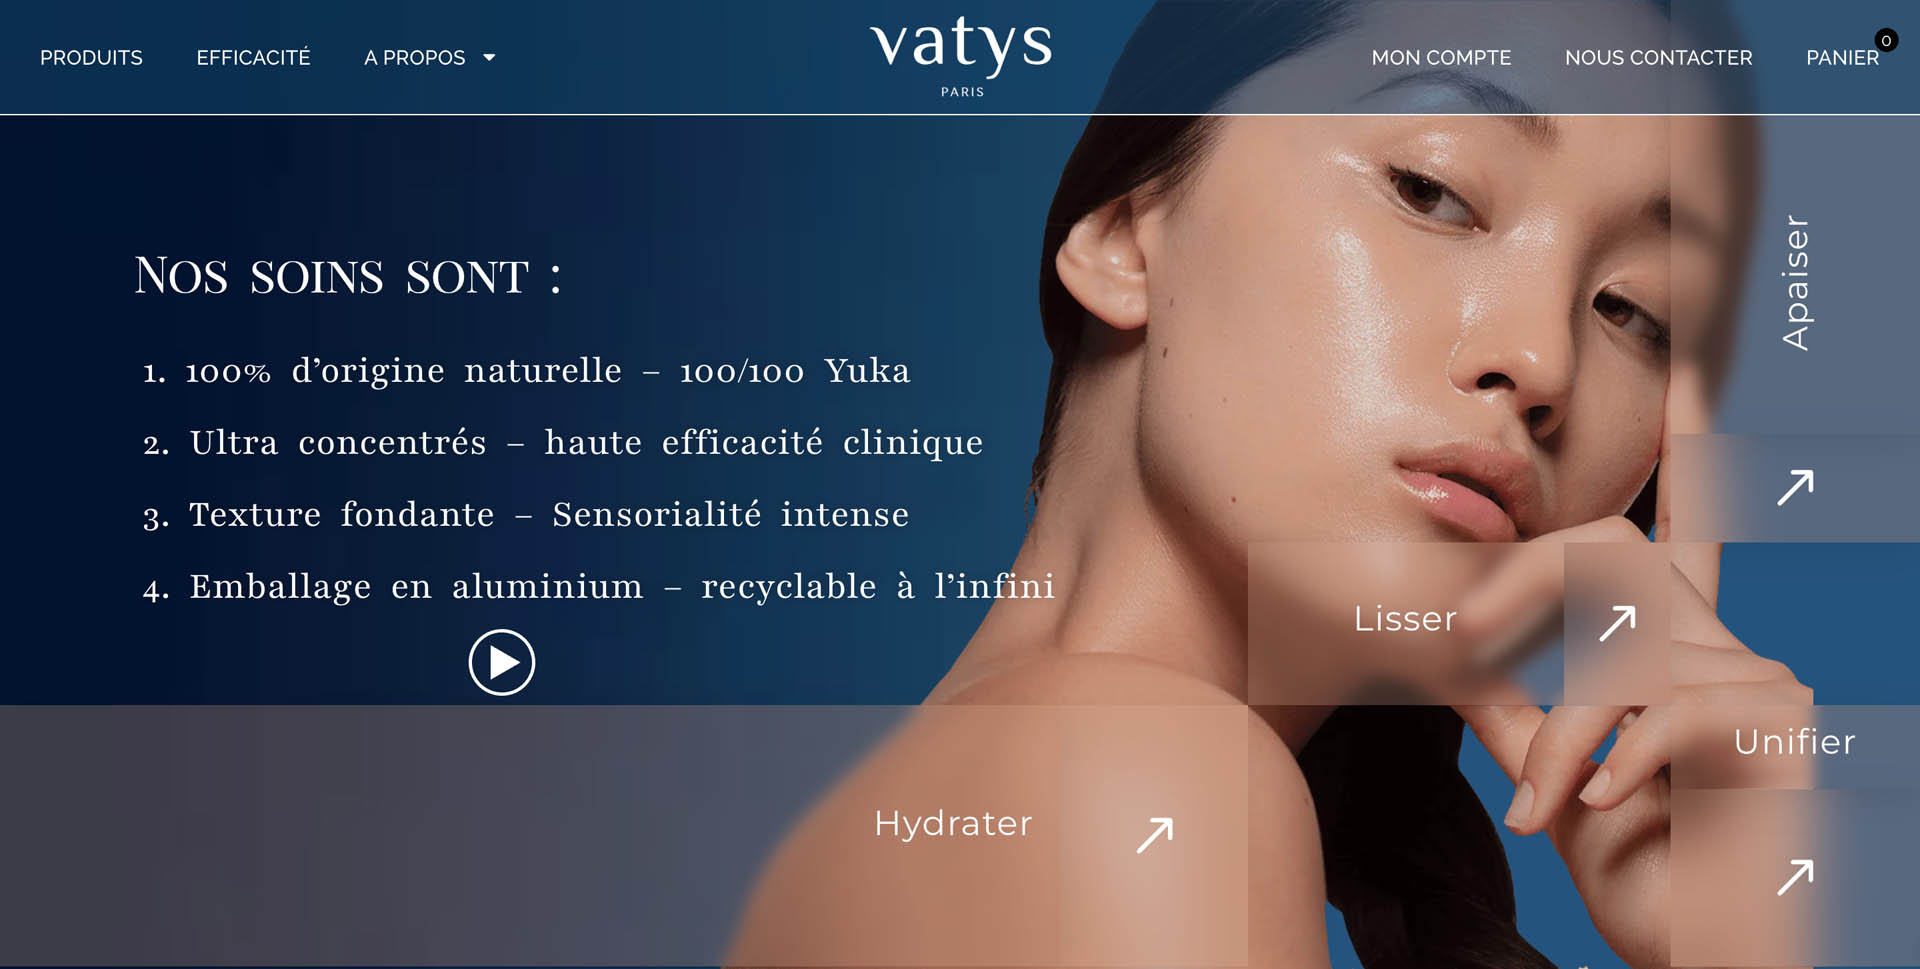 PRODUITS
EFFICACITÉ
A PROPOS
vatys
PARIS
MON COMPTE
NOUS CONTACTER
PANIER
0
Nos soins sont :
1. 100% d’origine naturelle – 100/100 Yuka
2. Ultra concentrés – haute efficacité clinique
3. Texture fondante – Sensorialité intense
4. Emballage en aluminium – recyclable à l’infini
Apaiser
Lisser
Unifier
Hydrater